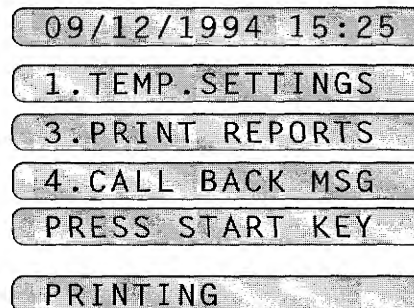 09/12/1994 15:25
1.TEMP.SETTINGS
3.PRINT REPORTS
4.CALL BACK MSG
PRESS START KEY
PRINTING